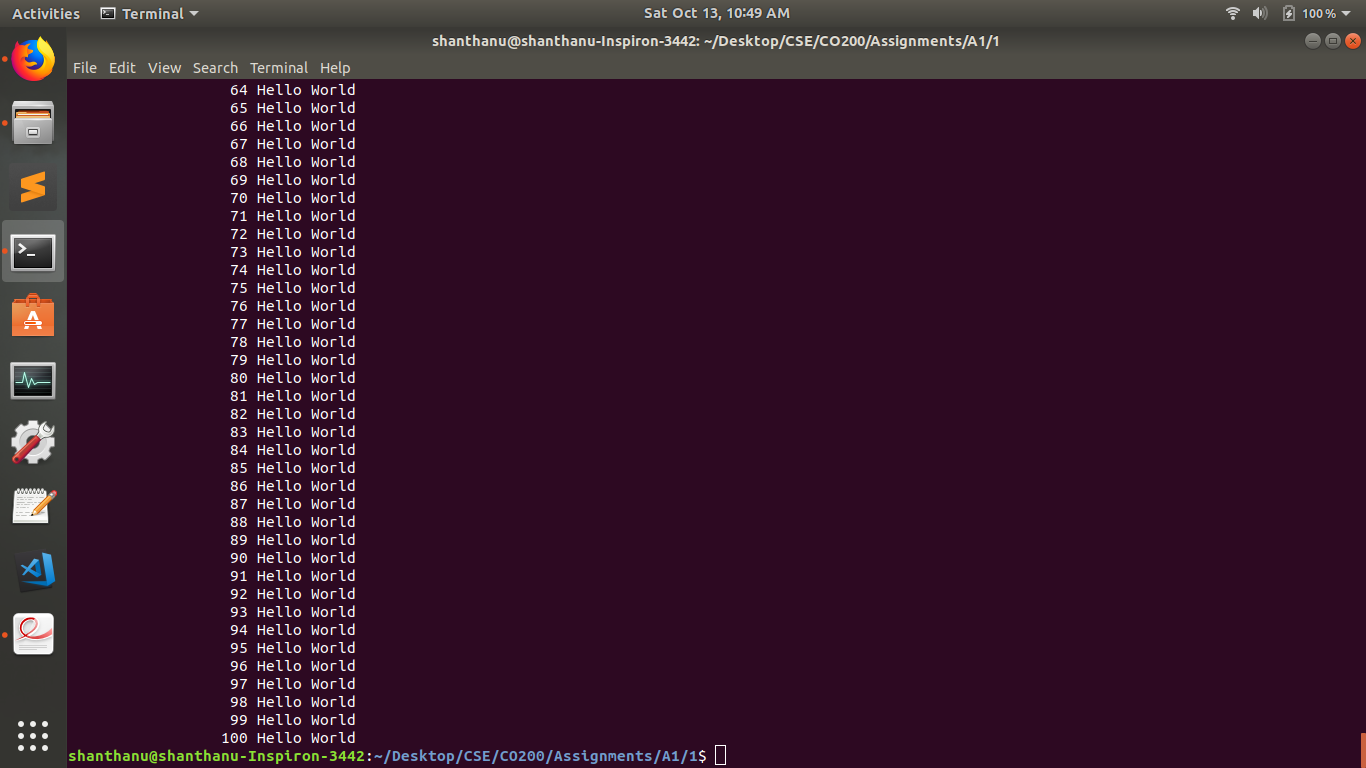 Activities Terminal Sat Oct 13, 10:49 AM 100%
shanthanu@shanthanu-Inspiron-3442: ~/Desktop/CSE/CO200/Assignments/A1/1
File Edit View Search Terminal Help
64 Hello World
65 Hello World
66 Hello World
67 Hello World
68 Hello World
69 Hello World
70 Hello World
71 Hello World
72 Hello World
73 Hello World
74 Hello World
75 Hello World
76 Hello World
77 Hello World
78 Hello World
79 Hello World
80 Hello World
81 Hello World
82 Hello World
83 Hello World
84 Hello World
85 Hello World
86 Hello World
87 Hello World
88 Hello World
89 Hello World
90 Hello World
91 Hello World
92 Hello World
93 Hello World
94 Hello World
95 Hello World
96 Hello World
97 Hello World
98 Hello World
99 Hello World
100 Hello World
shanthanu@shanthanu-Inspiron-3442:~/Desktop/CSE/CO200/Assignments/A1/1$